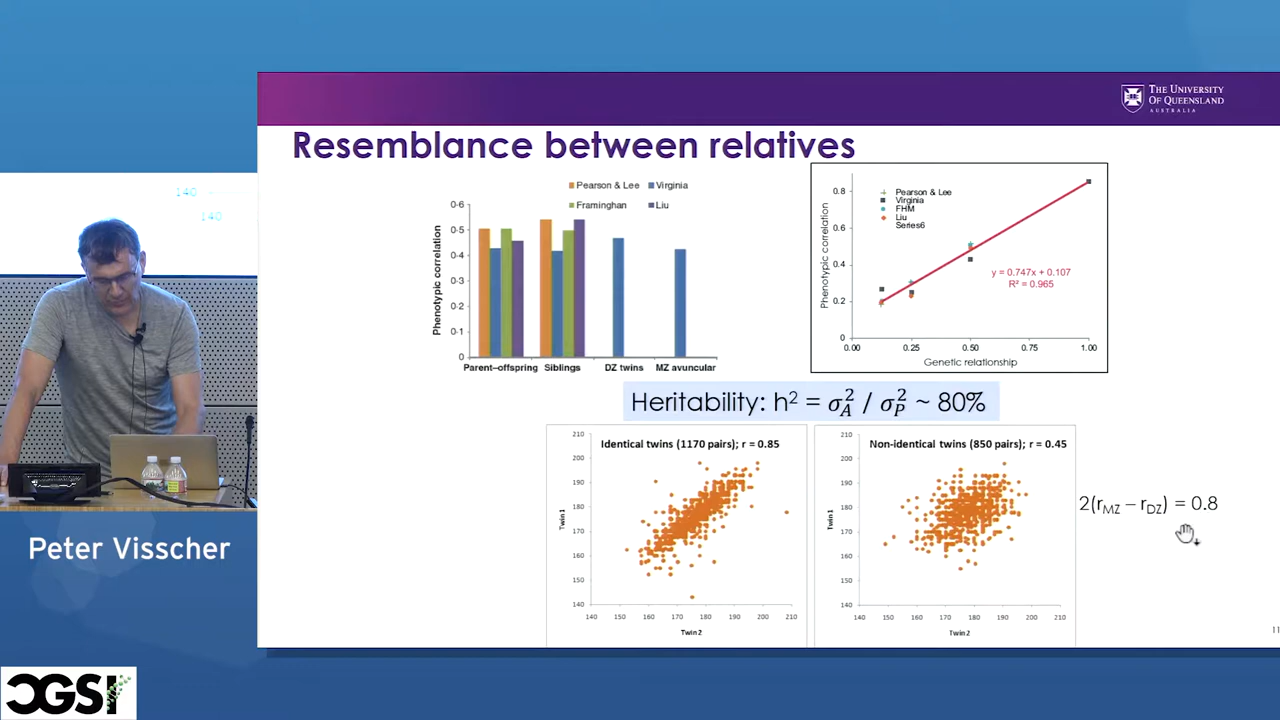 140
140
THE UNIVERSITY
OF QUEENSLAND
AUSTRALIA
Resemblance between relatives
Pearson & Lee
Virginia
Framinghan
Liu
0·6
0·5
0·4
0·3
0·2
0·1
0
Phenotypic correlation
Parent–offspring
Siblings
DZ twins
MZ avuncular
Pearson & Lee
Virginia
FHM
Liu
Series6
0.8
0.6
0.4
0.2
0
Phenotypic correlation
y = 0.747x + 0.107
R² = 0.965
0.00 0.25 0.50 0.75 1.00
Genetic relationship
Heritability: h² = σ²A / σ²P ~ 80%
Identical twins (1170 pairs); r = 0.85
210
200
190
180
170
160
150
140
Twin 1
140 150 160 170 180 190 200 210
Twin 2
Non-identical twins (850 pairs); r = 0.45
210
200
190
180
170
160
150
140
Twin 1
140 150 160 170 180 190 200 210
Twin 2
2(rMZ – rDZ) = 0.8
11
Peter Visscher
CGSI